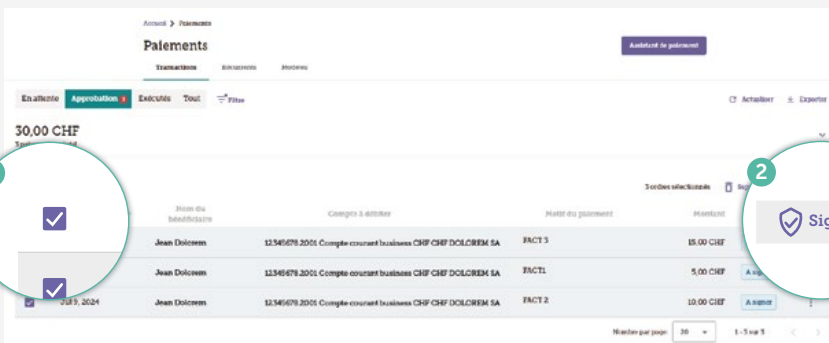 Accueil > Paiements
Paiements
Assistant de paiement
Transactions Récurrents Modèles
En attente Approbation Exécutés Tout Filtre
Actualiser Exporter
30,00 CHF
2
3 ordres sélectionnés
Nom du bénéficiaire Compte à débiter Motif du paiement Montant
Sig
Jean Dolorem 12345678.2001 Compte courant business CHF CHF DOLOREM SA FACT 3 15,00 CHF
Jean Dolorem 12345678.2001 Compte courant business CHF CHF DOLOREM SA FACT1 5,00 CHF A sig
Jul 9, 2024 Jean Dolorem 12345678.2001 Compte courant business CHF CHF DOLOREM SA FACT 2 10,00 CHF A signer
Nombre par page 20 1-3 sur 3